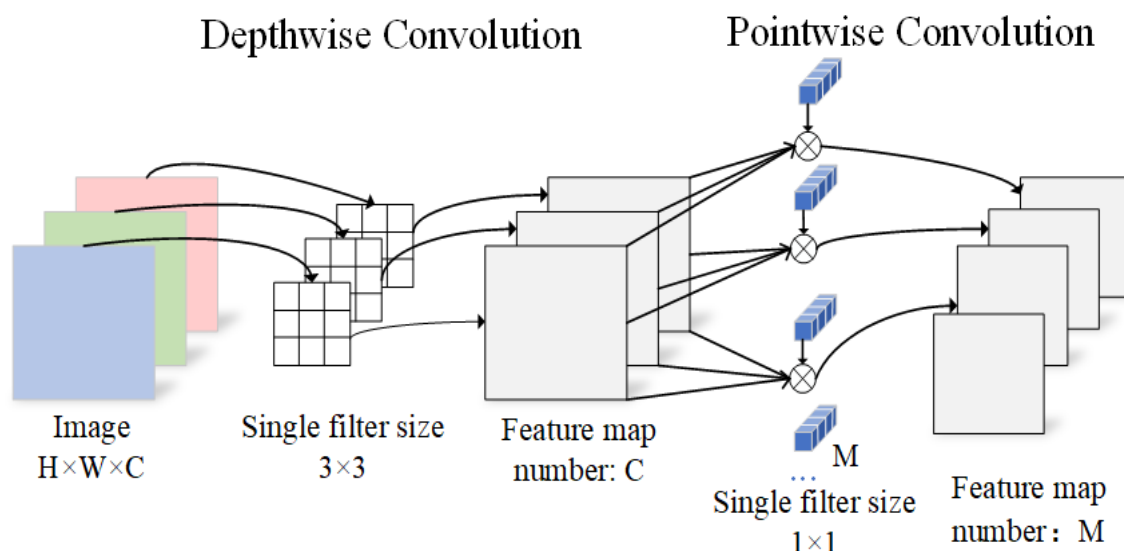 Depthwise Convolution
Pointwise Convolution
Image
H×W×C
Single filter size
3×3
Feature map
number: C
M
...
Single filter size
1×1
Feature map
number：M